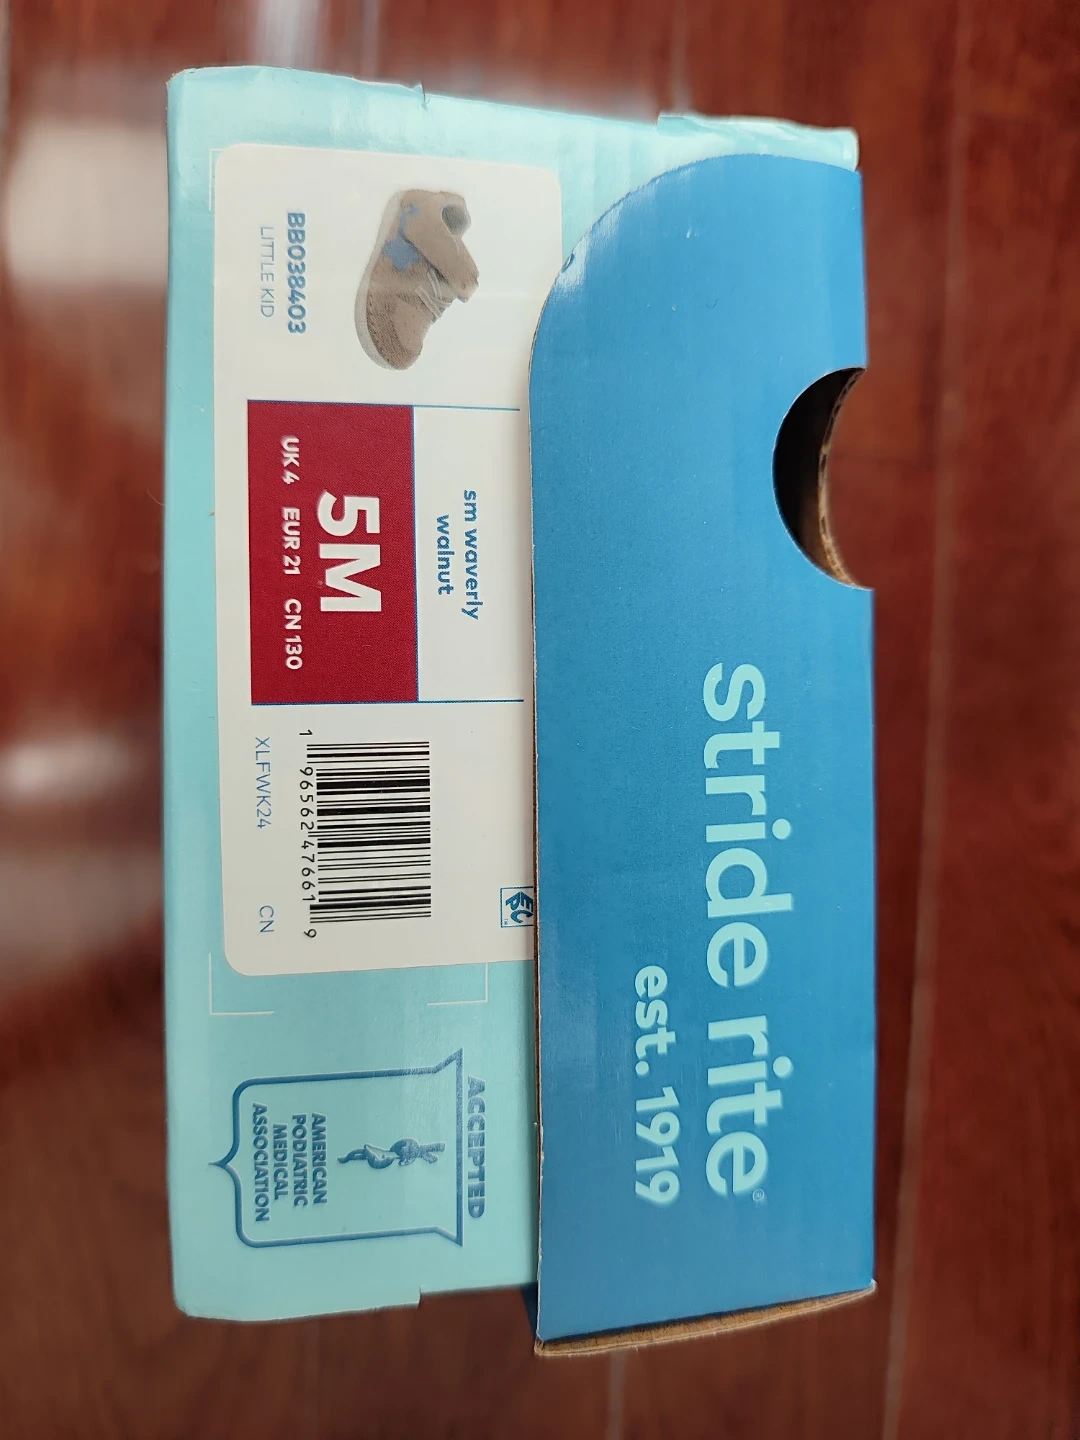 stride rite®
est. 1919
sm waverly
walnut
BB038403
LITTLE KID
5M
UK 4 EUR 21 CN 130
1 96562 47661 9
XLFWK24 CN
ACCEPTED
AMERICAN
PODIATRIC
MEDICAL
ASSOCIATION